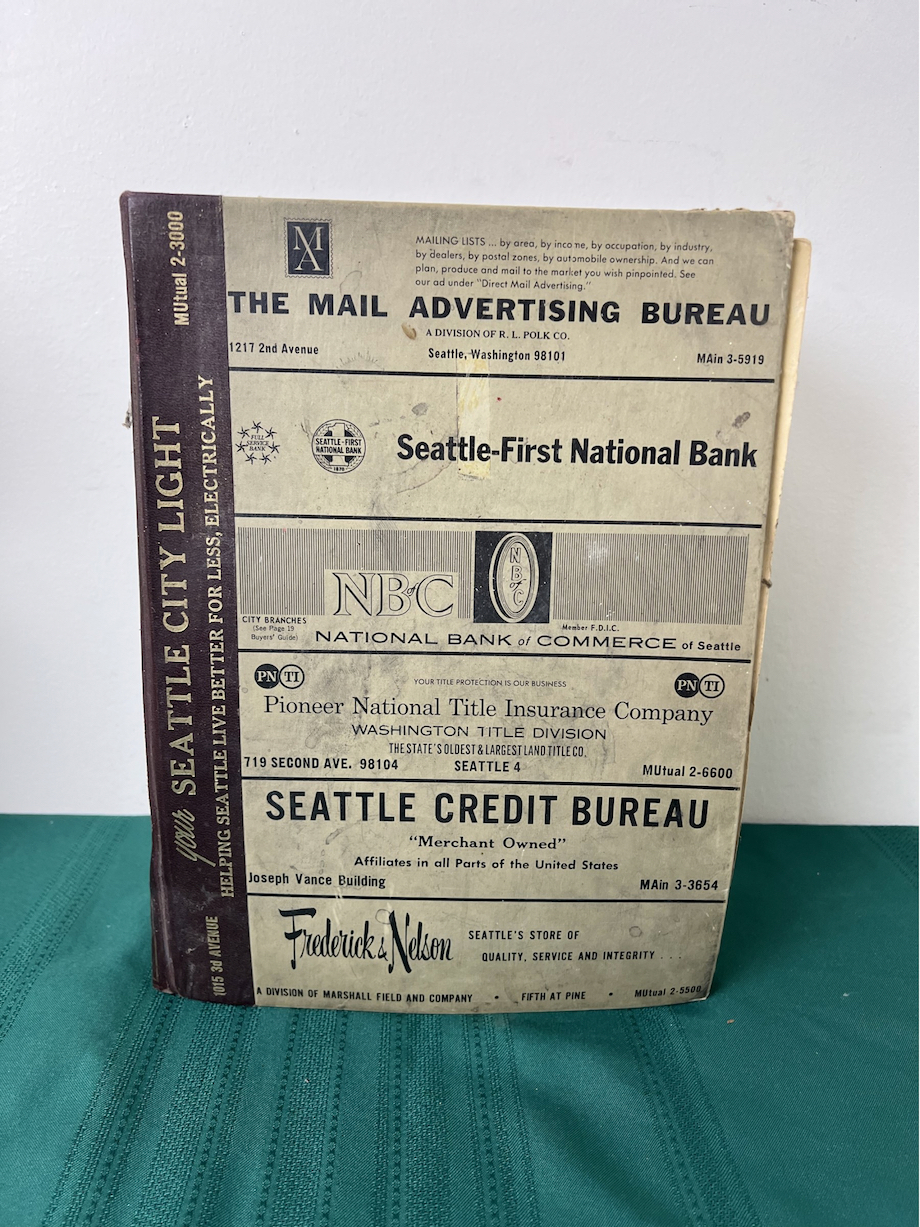 MUtual 2-3000
your SEATTLE CITY LIGHT
HELPING SEATTLE LIVE BETTER FOR LESS, ELECTRICALLY
1015 3d AVENUE
MA
MAILING LISTS ... by area, by income, by occupation, by industry,
by dealers, by postal zones, by automobile ownership. And we can
plan, produce and mail to the market you wish pinpointed. See
our ad under "Direct Mail Advertising."
THE MAIL ADVERTISING BUREAU
A DIVISION OF R. L. POLK CO.
1217 2nd Avenue Seattle, Washington 98101 MAin 3-5919
FULL
SERVICE
BANK
SEATTLE-FIRST
NATIONAL BANK
1870
Seattle-First National Bank
NBofC
NBofC
CITY BRANCHES
(See Page 19
Buyers' Guide)
Member F.D.I.C.
NATIONAL BANK of COMMERCE of Seattle
PN TI
YOUR TITLE PROTECTION IS OUR BUSINESS
PN TI
Pioneer National Title Insurance Company
WASHINGTON TITLE DIVISION
THE STATE'S OLDEST & LARGEST LAND TITLE CO.
719 SECOND AVE. 98104 SEATTLE 4 MUtual 2-6600
SEATTLE CREDIT BUREAU
"Merchant Owned"
Affiliates in all Parts of the United States
Joseph Vance Building MAin 3-3654
Frederick & Nelson
SEATTLE'S STORE OF
QUALITY, SERVICE AND INTEGRITY . . .
A DIVISION OF MARSHALL FIELD AND COMPANY • FIFTH AT PINE • MUtual 2-5500